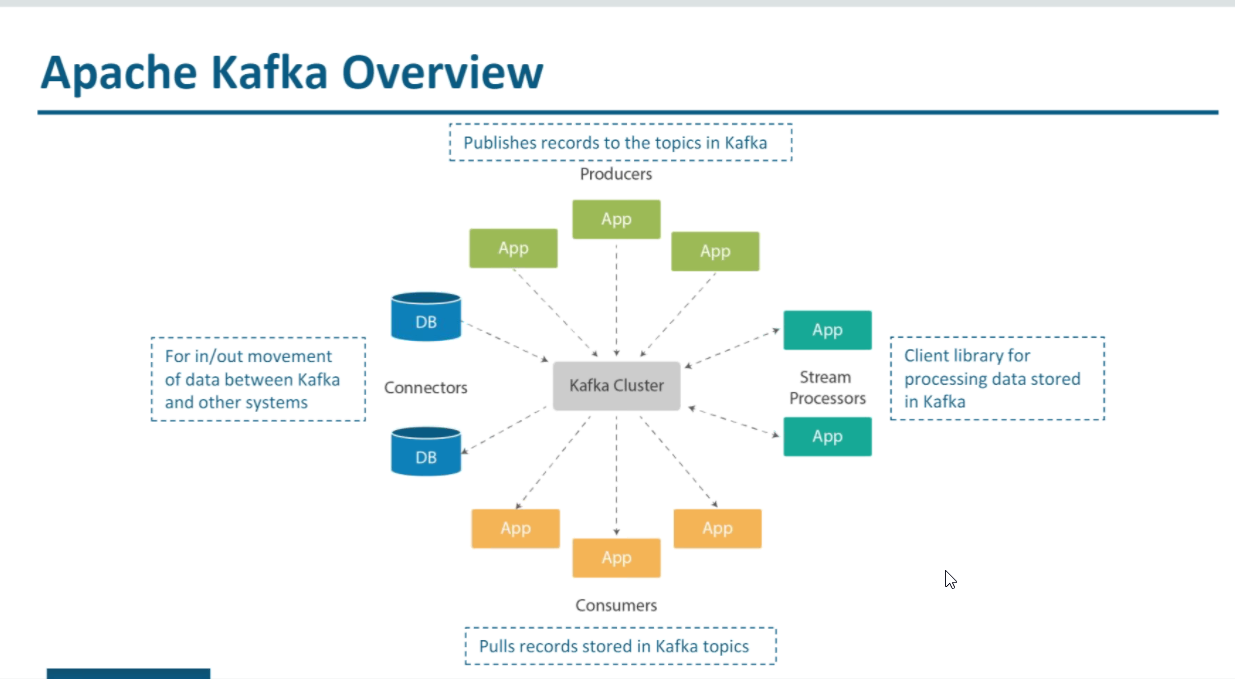 Apache Kafka Overview
Publishes records to the topics in Kafka
Producers
App
App
App
DB
App
For in/out movement
of data between Kafka
and other systems
Connectors
Kafka Cluster
Stream
Processors
Client library for
processing data stored
in Kafka
DB
App
App
App
App
Consumers
Pulls records stored in Kafka topics